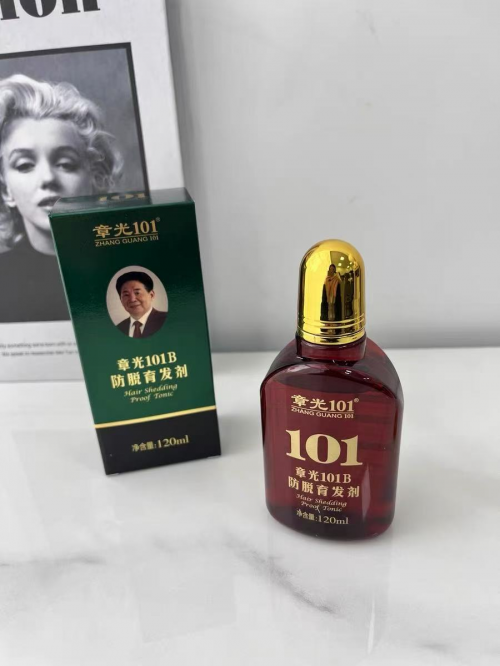 章光101®
ZHANG GUANG 101
章光101B
防脱育发剂
Hair Shedding
Proof Tonic
净含量:120ml
章光101®
ZHANG GUANG 101
101
章光101B
防脱育发剂
Hair Shedding
Proof Tonic
净含量:120ml